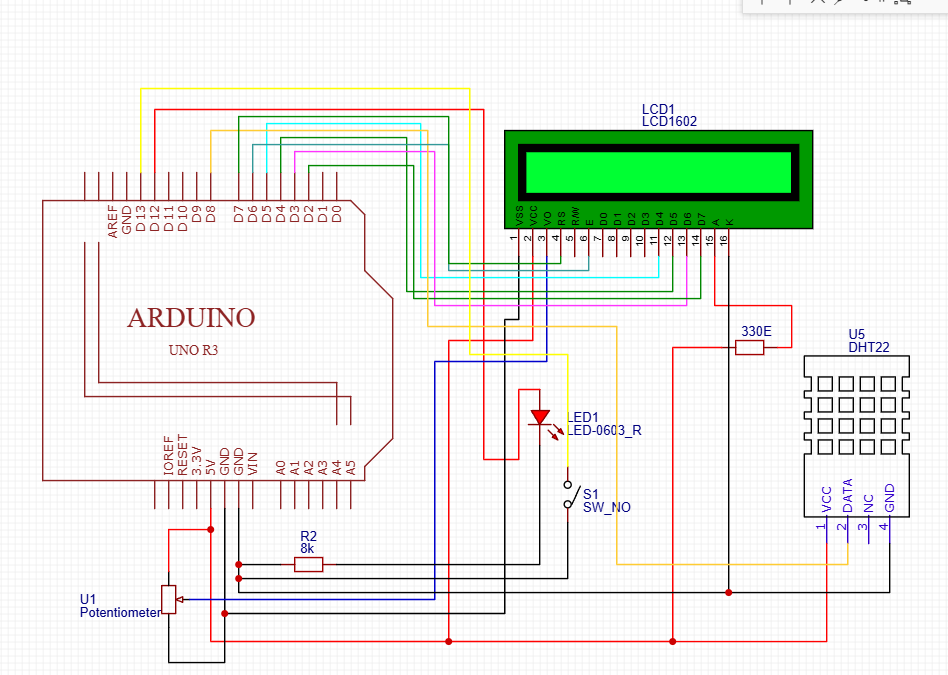 LCD1
LCD1602
VSS
VCC
VO
RS
R/W
E
D0
D1
D2
D3
D4
D5
D6
D7
A
K
1
2
3
4
5
6
7
8
9
10
11
12
13
14
15
16
AREF
GND
D13
D12
D11
D10
D9
D8
D7
D6
D5
D4
D3
D2
D1
D0
ARDUINO
UNO R3
330E
U5
DHT22
LED1
LED-0603_R
IOREF
RESET
3.3V
5V
GND
GND
VIN
A0
A1
A2
A3
A4
A5
S1
SW_NO
VCC
DATA
NC
GND
1
2
3
4
R2
8k
U1
Potentiometer